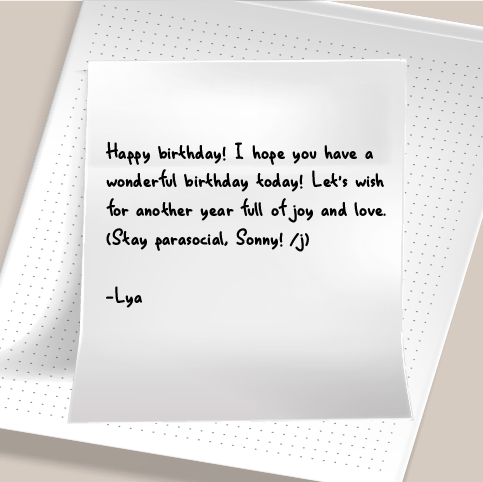 Happy birthday! I hope you have a
wonderful birthday today! Let's wish
for another year full of joy and love.
(Stay parasocial, Sonny! /j)
-Lya